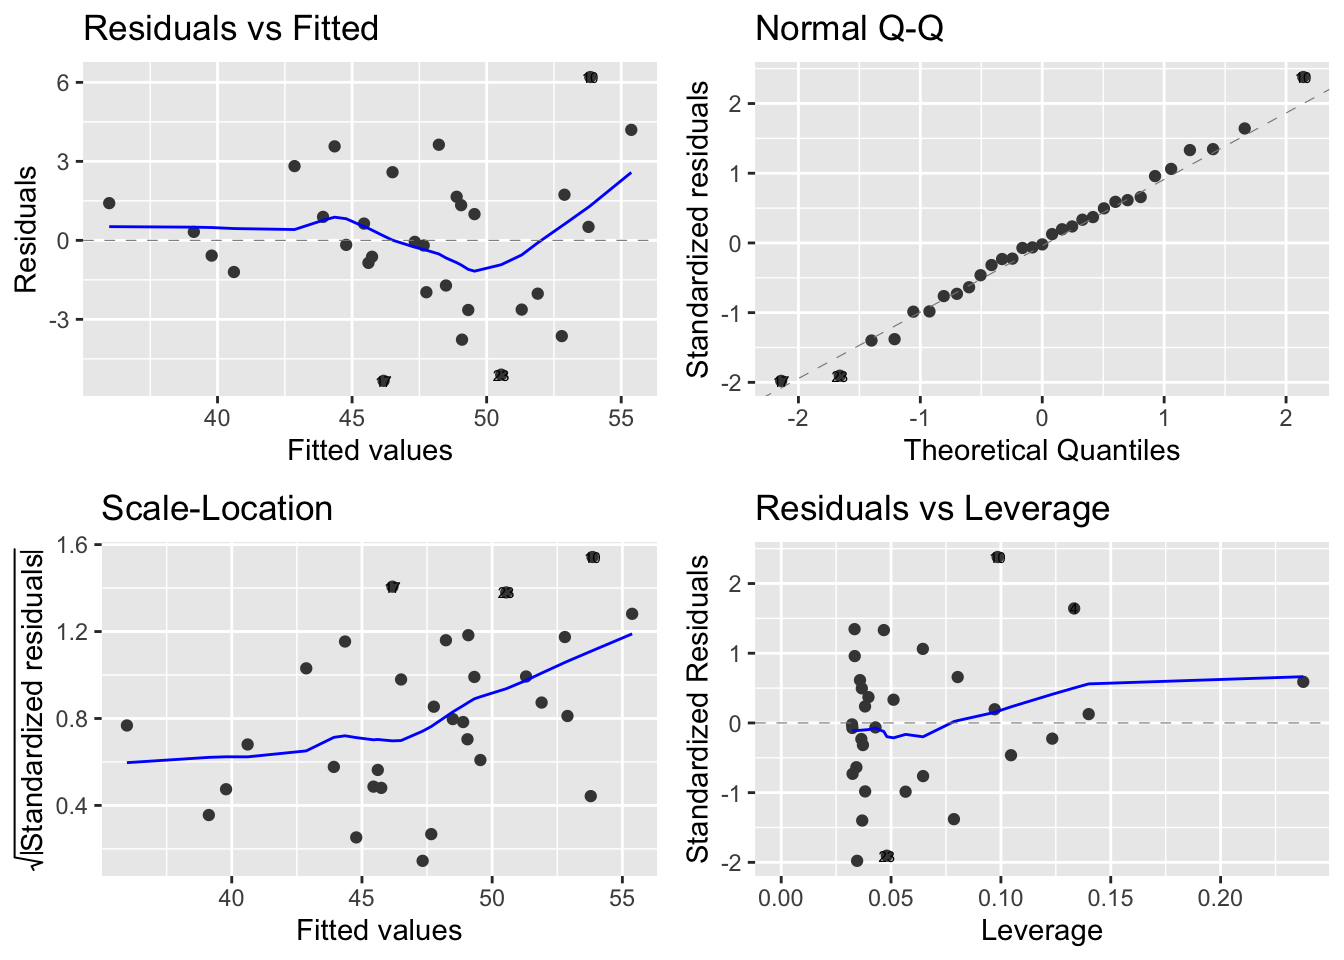 Residuals vs Fitted
6
3
0
-3
Residuals
40 45 50 55
Fitted values
10
17
23
Normal Q-Q
2
1
0
-1
-2
Standardized residuals
-2 -1 0 1 2
Theoretical Quantiles
10
17
23
Scale-Location
1.6
1.2
0.8
0.4
√|Standardized residuals|
40 45 50 55
Fitted values
10
17
23
Residuals vs Leverage
2
1
0
-1
-2
Standardized Residuals
0.00 0.05 0.10 0.15 0.20
Leverage
10
4
23